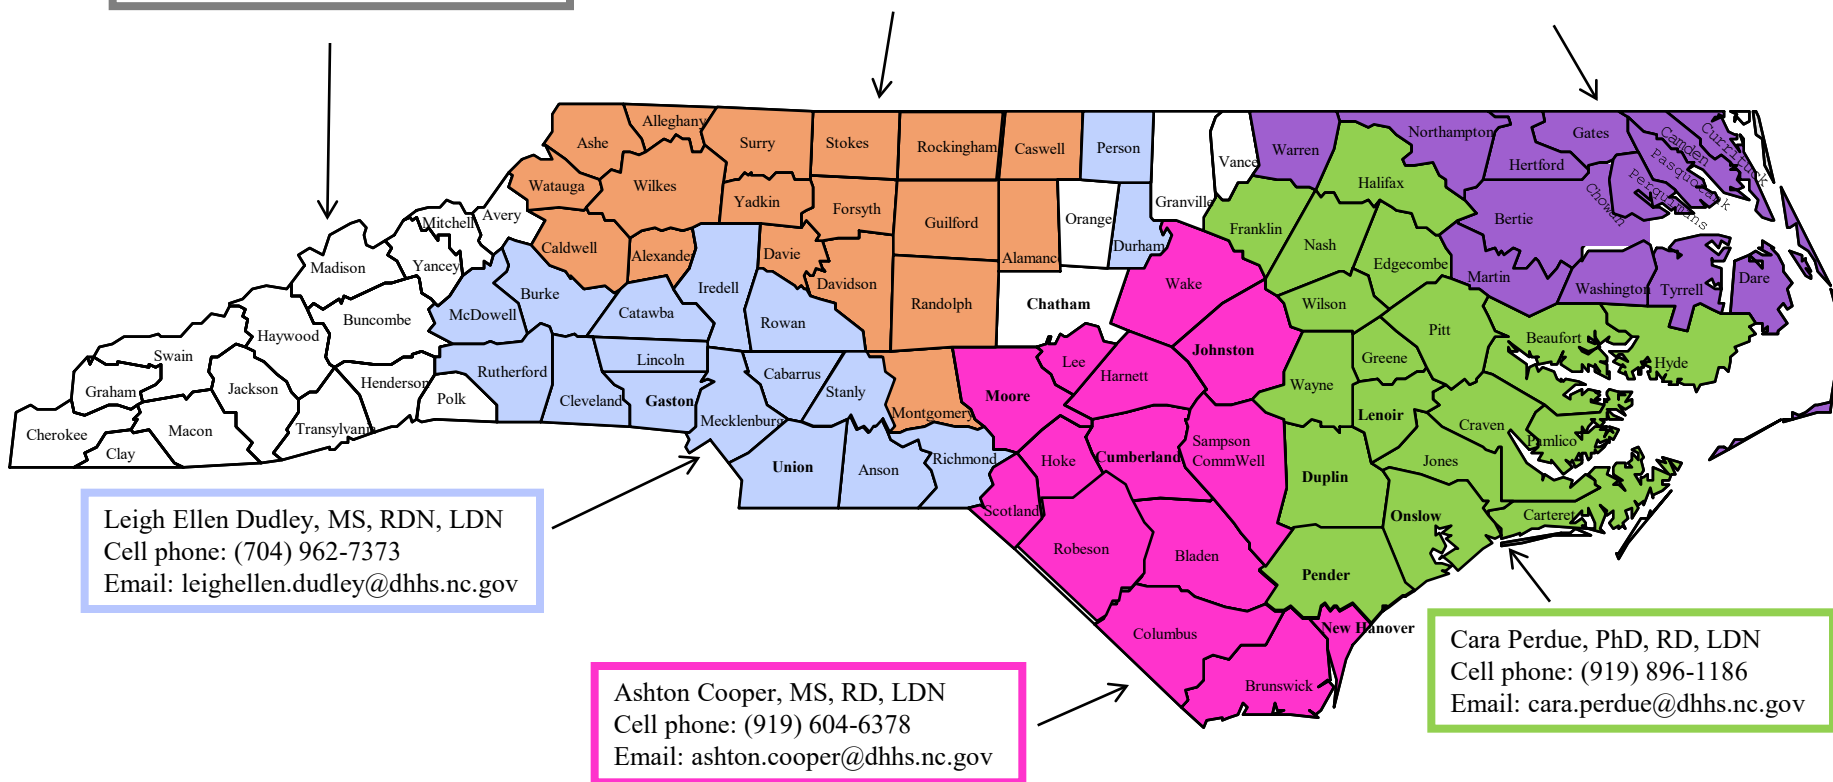 Alleghany
Ashe
Surry
Stokes
Rockingham
Caswell
Person
Vance
Warren
Northampton
Gates
Camden
Currituck
Hertford
Pasquotank
Perquimans
Chowan
Watauga
Wilkes
Yadkin
Forsyth
Guilford
Alamanc
Orange
Durham
Granville
Franklin
Halifax
Nash
Edgecombe
Bertie
Martin
Washington
Tyrrell
Dare
Mitchell
Avery
Caldwell
Alexander
Davie
Davidson
Randolph
Chatham
Wake
Wilson
Pitt
Beaufort
Hyde
Madison
Yancey
Burke
Iredell
Catawba
Rowan
McDowell
Buncombe
Haywood
Swain
Graham
Jackson
Henderson
Polk
Rutherford
Cleveland
Lincoln
Gaston
Cabarrus
Stanly
Mecklenburg
Montgomery
Moore
Lee
Harnett
Johnston
Wayne
Greene
Lenoir
Craven
Pamlico
Cherokee
Clay
Macon
Transylvann
Union
Anson
Richmond
Hoke
Cumberland
Sampson
CommWell
Duplin
Jones
Onslow
Carteret
Scotland
Robeson
Bladen
Pender
Columbus
New Hanover
Brunswick
Leigh Ellen Dudley, MS, RDN, LDN
Cell phone: (704) 962-7373
Email: leighellen.dudley@dhhs.nc.gov
Ashton Cooper, MS, RD, LDN
Cell phone: (919) 604-6378
Email: ashton.cooper@dhhs.nc.gov
Cara Perdue, PhD, RD, LDN
Cell phone: (919) 896-1186
Email: cara.perdue@dhhs.nc.gov